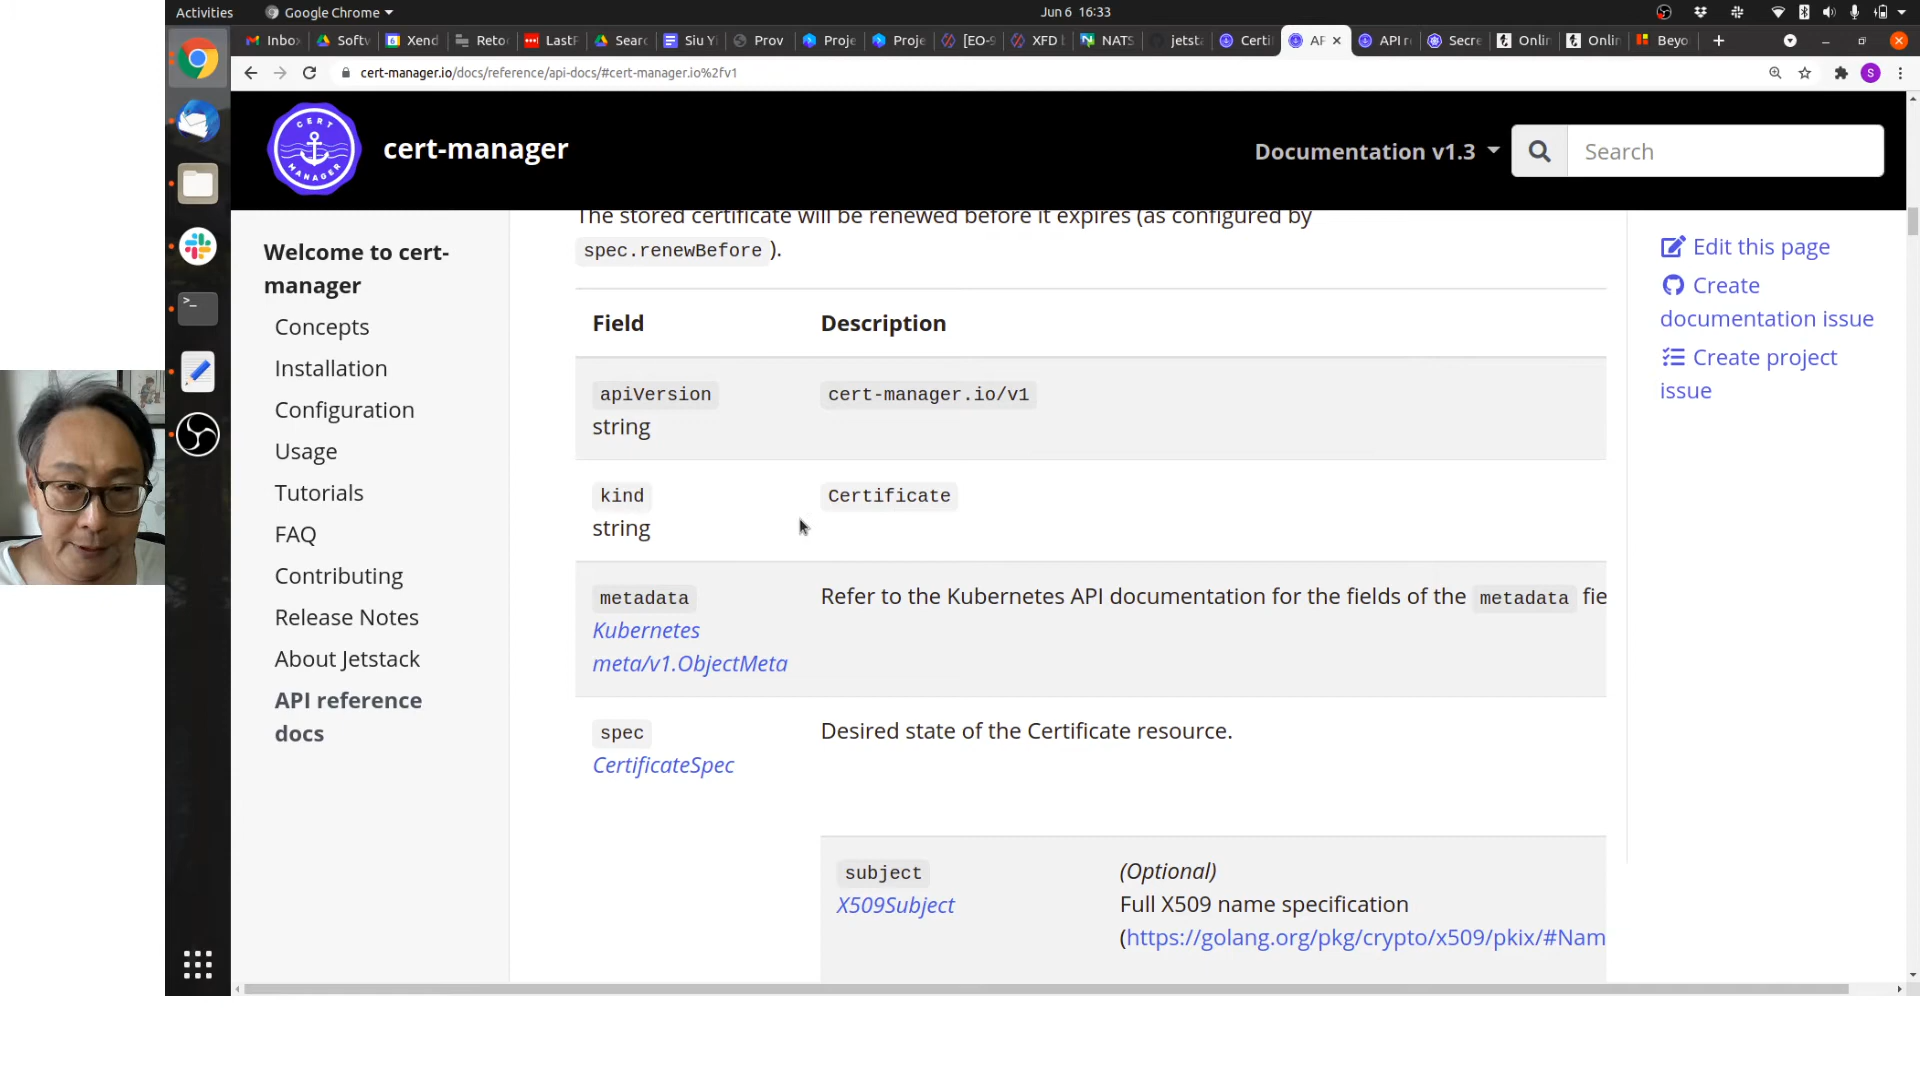 Activities
Google Chrome
Jun 6 16:33
Inbo
Softv
Xend
Reto
LastF
Sear
Siu Yi
Prov
Proje
Proje
[EO-9
XFD
NATS
jetst
Certi
AF
API r
Secre
Onlin
Onlin
Beyo
cert-manager.io/docs/reference/api-docs/#cert-manager.io%2fv1
S
CERT MANAGER
cert-manager
Documentation v1.3
Search
Welcome to cert-
manager
Concepts
Installation
Configuration
Usage
Tutorials
FAQ
Contributing
Release Notes
About Jetstack
API reference
docs
The stored certificate will be renewed before it expires (as configured by
spec.renewBefore ).
Field Description
apiVersion cert-manager.io/v1
string
kind Certificate
string
metadata Refer to the Kubernetes API documentation for the fields of the metadata fie
Kubernetes
meta/v1.ObjectMeta
spec Desired state of the Certificate resource.
CertificateSpec
subject (Optional)
X509Subject Full X509 name specification
(https://golang.org/pkg/crypto/x509/pkix/#Nam
Edit this page
Create
documentation issue
Create project
issue